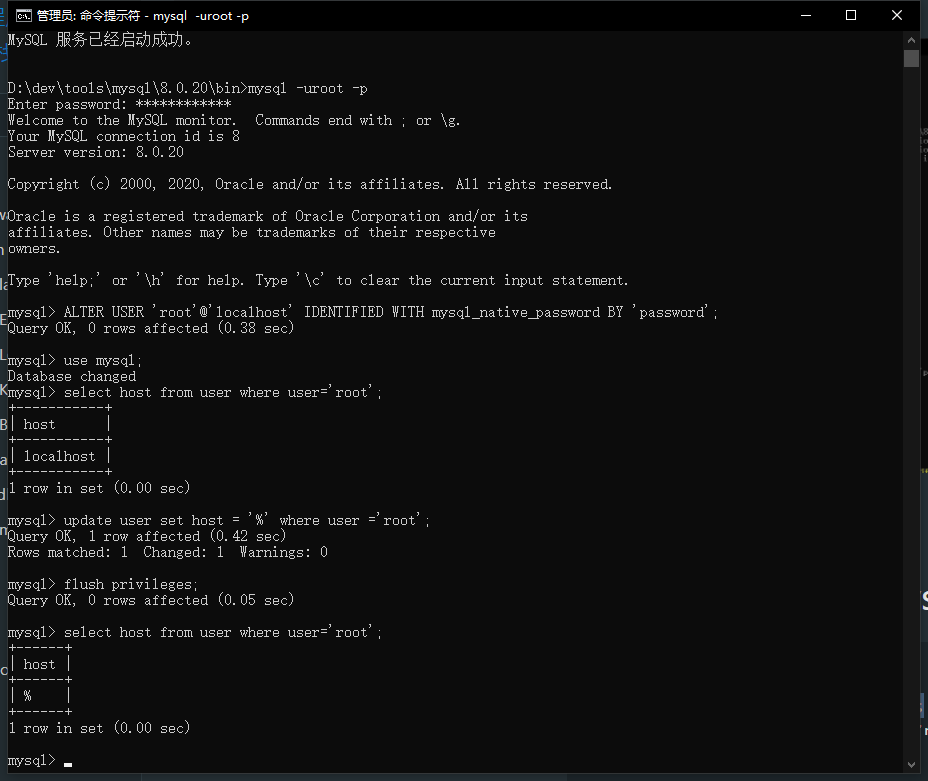 管理员: 命令提示符 - mysql  -uroot -p
MySQL 服务已经启动成功。
D:\dev\tools\mysql\8.0.20\bin>mysql -uroot -p
Enter password: ************
Welcome to the MySQL monitor.  Commands end with ; or \g.
Your MySQL connection id is 8
Server version: 8.0.20
Copyright (c) 2000, 2020, Oracle and/or its affiliates. All rights reserved.
Oracle is a registered trademark of Oracle Corporation and/or its
affiliates. Other names may be trademarks of their respective
owners.
Type 'help;' or '\h' for help. Type '\c' to clear the current input statement.
mysql> ALTER USER 'root'@'localhost' IDENTIFIED WITH mysql_native_password BY 'password';
Query OK, 0 rows affected (0.38 sec)
mysql> use mysql;
Database changed
mysql> select host from user where user='root';
+-----------+
| host      |
+-----------+
| localhost |
+-----------+
1 row in set (0.00 sec)
mysql> update user set host = '%' where user ='root';
Query OK, 1 row affected (0.42 sec)
Rows matched: 1  Changed: 1  Warnings: 0
mysql> flush privileges;
Query OK, 0 rows affected (0.05 sec)
mysql> select host from user where user='root';
+------+
| host |
+------+
| %    |
+------+
1 row in set (0.00 sec)
mysql>